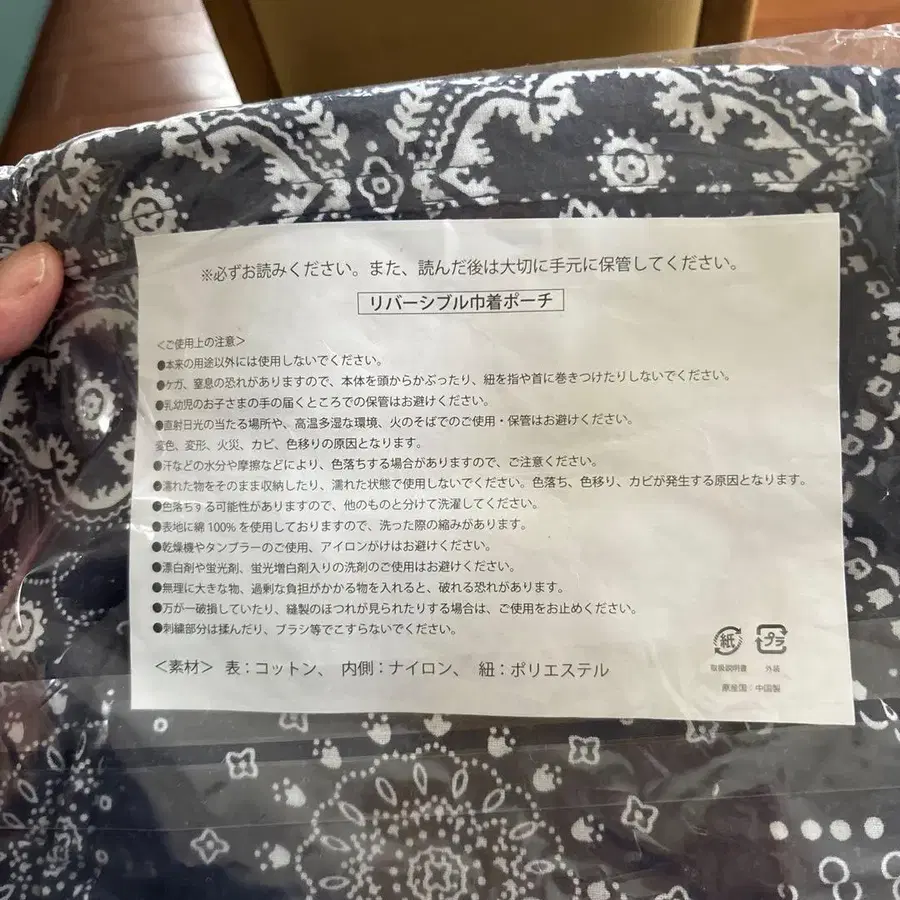 ※必ずお読みください。また、読んだ後は大切に手元に保管してください。
リバーシブル巾着ポーチ
＜ご使用上の注意＞
●本来の用途以外には使用しないでください。
●ケガ、窒息の恐れがありますので、本体を頭からかぶったり、紐を指や首に巻きつけたりしないでください。
●乳幼児のお子さまの手の届くところでの保管はお避けください。
●直射日光の当たる場所や、高温多湿な環境、火のそばでのご使用・保管はお避けください。
変色、変形、火災、カビ、色移りの原因となります。
●汗などの水分や摩擦などにより、色落ちする場合がありますので、ご注意ください。
●濡れた物をそのまま収納したり、濡れた状態で使用しないでください。色落ち、色移り、カビが発生する原因となります。
●色落ちする可能性がありますので、他のものと分けて洗濯してください。
●表地に綿100%を使用しておりますので、洗った際の縮みがあります。
●乾燥機やタンブラーのご使用、アイロンがけはお避けください。
●漂白剤や蛍光剤、蛍光増白剤入りの洗剤のご使用はお避けください。
●無理に大きな物、過剰な負担がかかる物を入れると、破れる恐れがあります。
●万が一破損していたり、縫製のほつれが見られたりする場合は、ご使用をお止めください。
●刺繍部分は揉んだり、ブラシ等でこすらないでください。
＜素材＞ 表：コットン、 内側：ナイロン、 紐：ポリエステル
紙 プラ
取扱説明書 外装
原産国：中国製